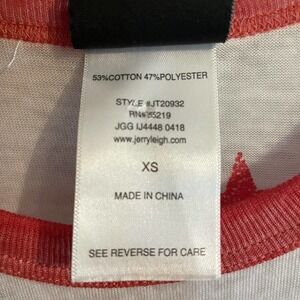 53%COTTON 47%POLYESTER
STYLE #JT20932
RN#65219
JGG IJ4448 0418
www.jerryleigh.com
XS
MADE IN CHINA
SEE REVERSE FOR CARE